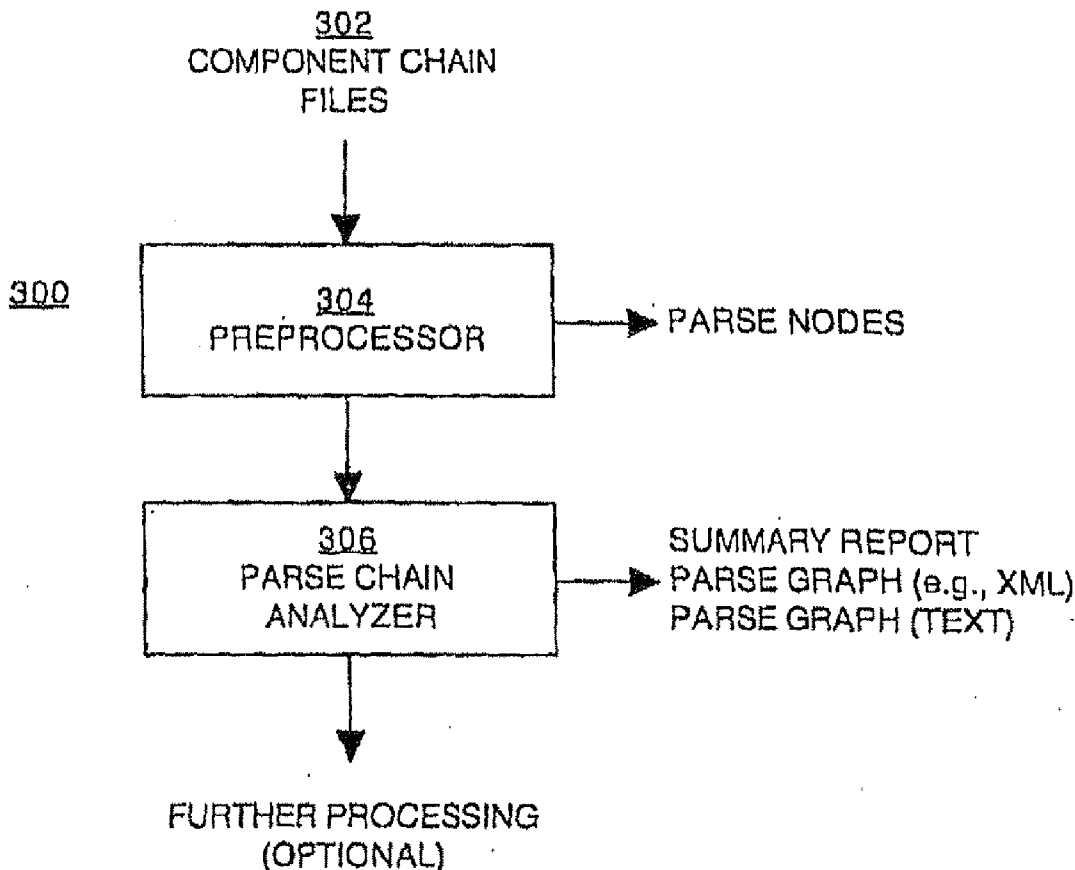 302
COMPONENT CHAIN
FILES
300
304
PREPROCESSOR
PARSE NODES
306
PARSE CHAIN
ANALYZER
SUMMARY REPORT
PARSE GRAPH (e.g., XML)
PARSE GRAPH (TEXT)
FURTHER PROCESSING
(OPTIONAL)